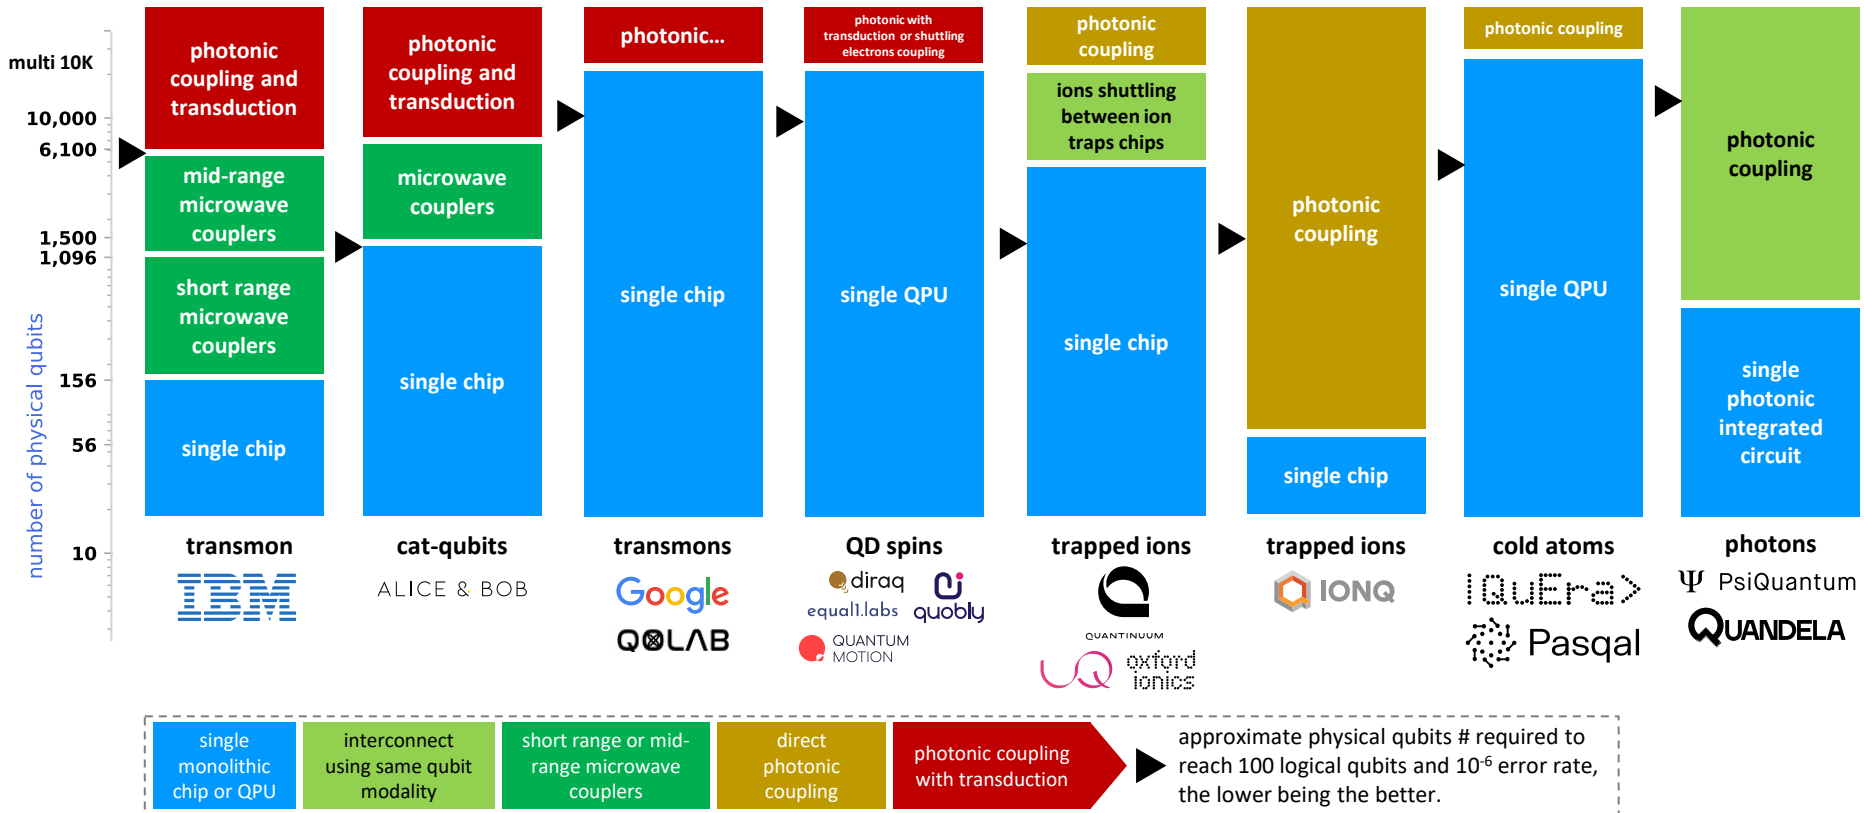 multi 10K
10,000
6,100
1,500
1,096
156
56
10
number of physical qubits
photonic
coupling and
transduction
mid-range
microwave
couplers
short range
microwave
couplers
single chip
transmon
IBM
photonic
coupling and
transduction
microwave
couplers
single chip
cat-qubits
ALICE & BOB
photonic...
single chip
transmons
Google
QOLAB
photonic with
transduction or shuttling
electrons coupling
single QPU
QD spins
diraq
equal1.labs
quobly
QUANTUM
MOTION
photonic
coupling
ions shuttling
between ion
traps chips
single chip
trapped ions
QUANTINUUM
UQ
oxford
ionics
photonic
coupling
single chip
trapped ions
IONQ
photonic coupling
single QPU
cold atoms
|QuEra>
Pasqal
photonic
coupling
single
photonic
integrated
circuit
photons
Ψ PsiQuantum
QUANDELA
single
monolithic
chip or QPU
interconnect
using same qubit
modality
short range or mid-
range microwave
couplers
direct
photonic
coupling
photonic coupling
with transduction
approximate physical qubits # required to
reach 100 logical qubits and 10⁻⁶ error rate,
the lower being the better.